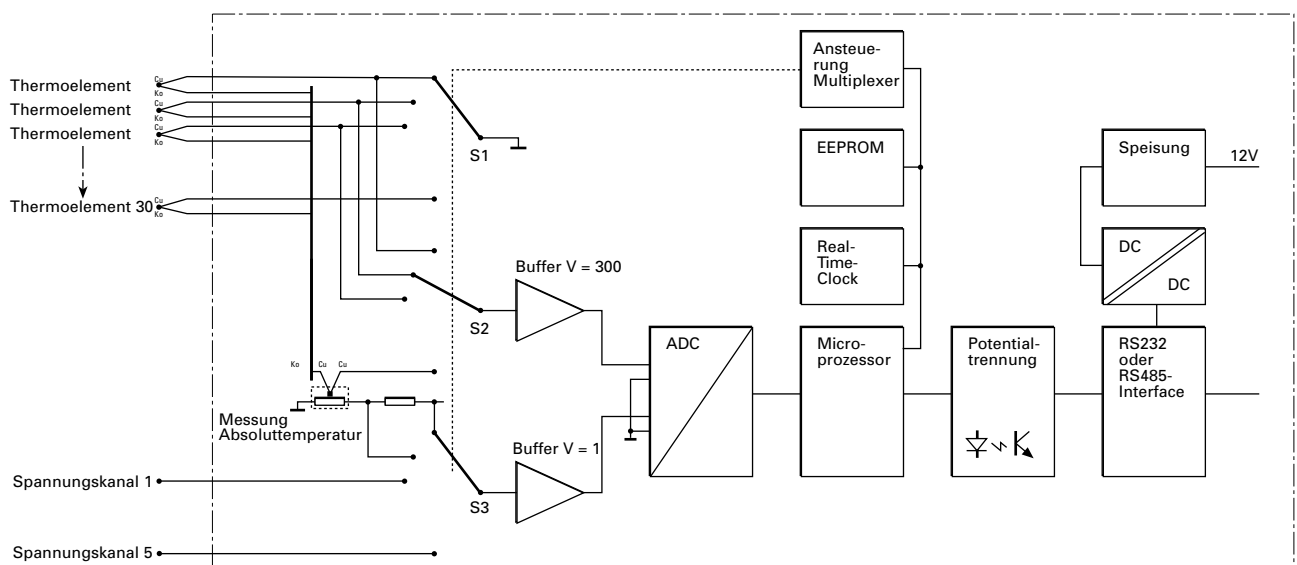 Thermoelement
Cu
Ko
Thermoelement
Cu
Ko
Thermoelement
Cu
Ko
Thermoelement 30
Cu
Ko
S1
Ansteue-
rung
Multiplexer
EEPROM
Speisung
12V
Real-
Time-
Clock
DC
DC
Buffer V = 300
S2
ADC
Micro-
prozessor
Potential-
trennung
RS232
oder
RS485-
Interface
Ko
Cu
Cu
Messung
Absoluttemperatur
Buffer V = 1
S3
Spannungskanal 1
Spannungskanal 5